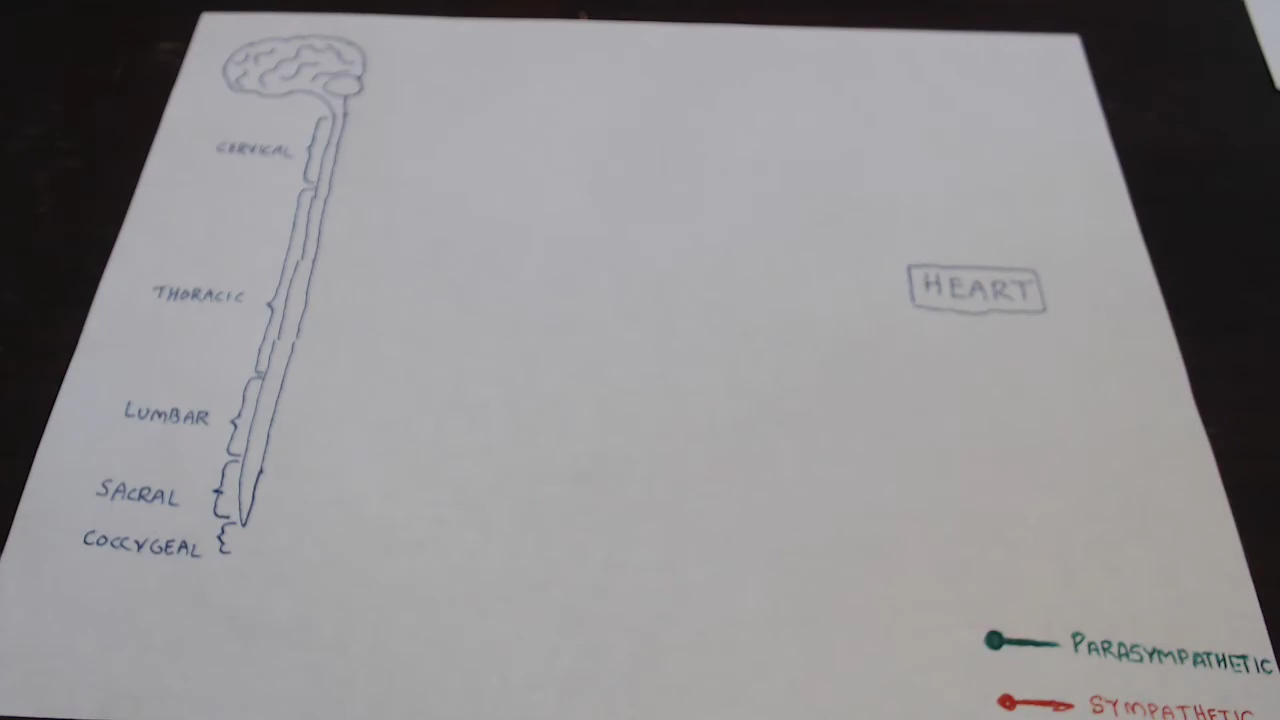 CERVICAL
THORACIC
HEART
LUMBAR
SACRAL
COCCYGEAL
PARASYMPATHETIC
SYMPATHETIC